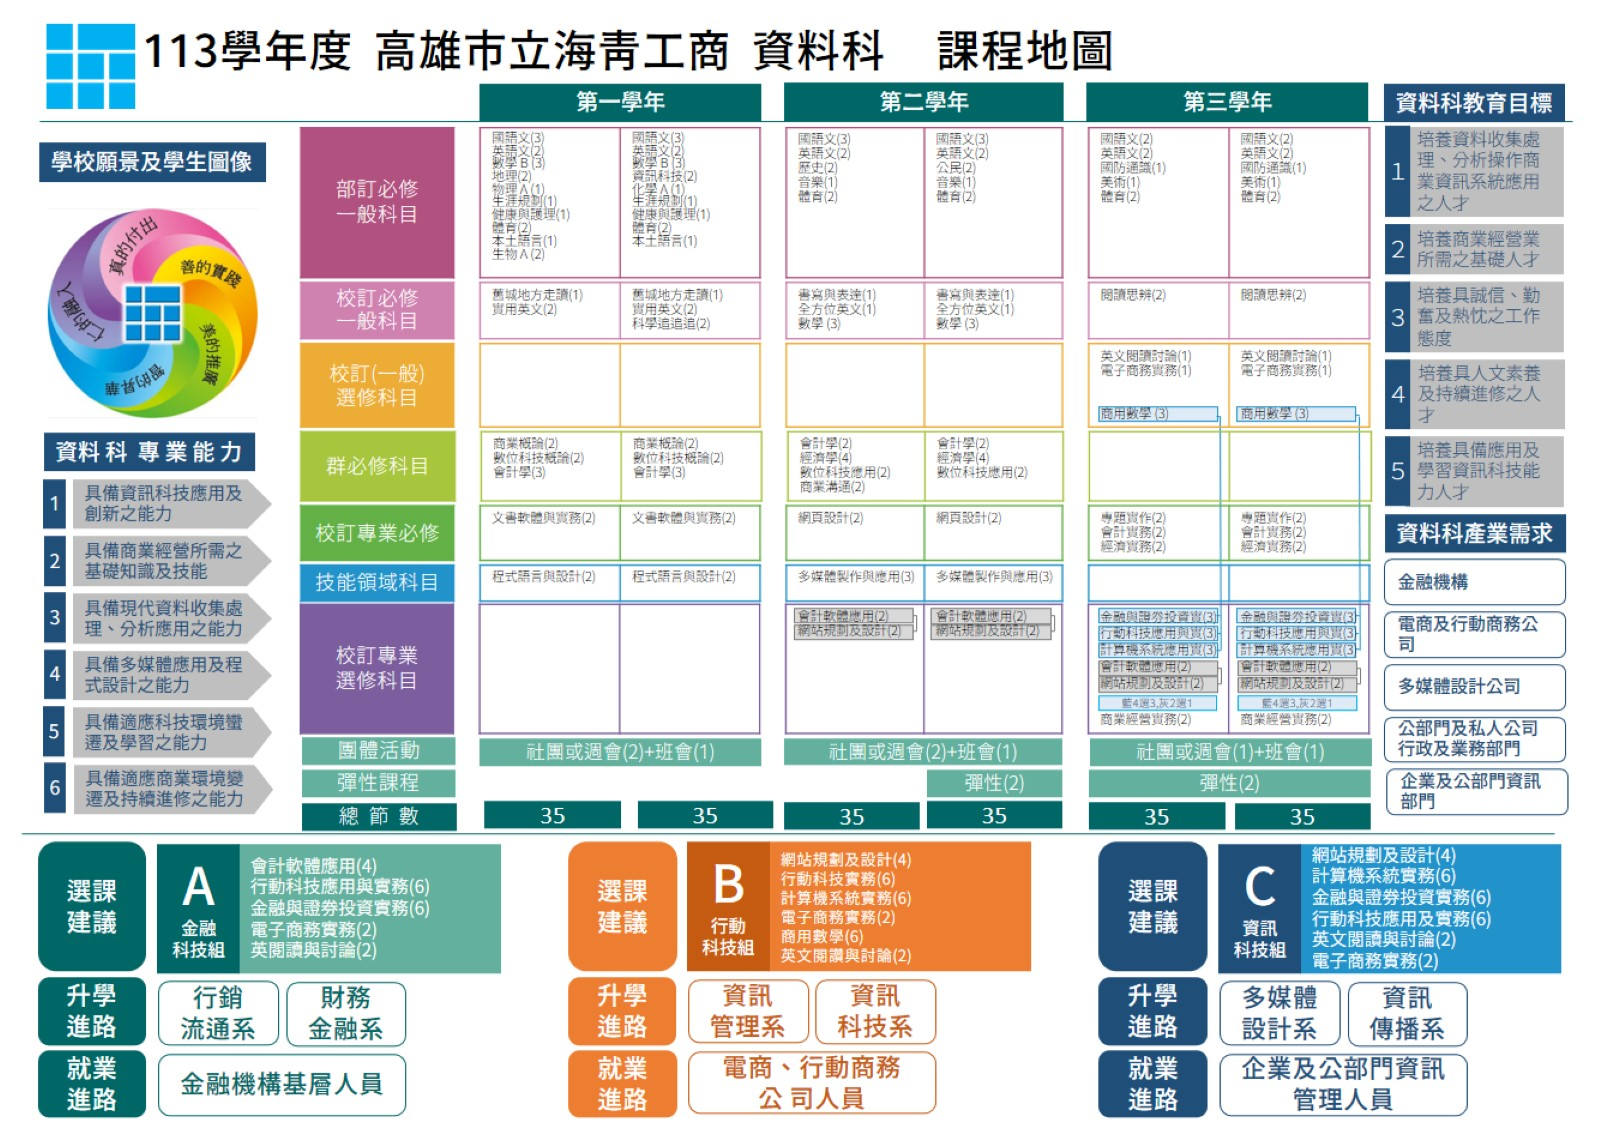 113學年度 高雄市立海青工商 資料科 課程地圖
學校願景及學生圖像
真的付出
善的實踐
美的推廣
智的昇華
仁的融入
資料科 專業能力
1 具備資訊科技應用及
創新之能力
2 具備商業經營所需之
基礎知識及技能
3 具備現代資料收集處
理、分析應用之能力
4 具備多媒體應用及程
式設計之能力
5 具備適應科技環境蠻
遷及學習之能力
6 具備適應商業環境變
遷及持續進修之能力
第一學年
第二學年
第三學年
部訂必修
一般科目
國語文(3)
英語文(2)
數學B(3)
地理(2)
物理A(1)
生涯規劃(1)
健康與護理(1)
體育(2)
本土語言(1)
生物A(2)
國語文(3)
英語文(2)
數學B(3)
資訊科技(2)
化學A(1)
生涯規劃(1)
健康與護理(1)
體育(2)
本土語言(1)
國語文(3)
英語文(2)
歷史(2)
音樂(1)
體育(2)
國語文(3)
英語文(2)
公民(2)
音樂(1)
體育(2)
國語文(2)
英語文(2)
國防通識(1)
美術(1)
體育(2)
國語文(2)
英語文(2)
國防通識(1)
美術(1)
體育(2)
校訂必修
一般科目
舊城地方走讀(1)
實用英文(2)
舊城地方走讀(1)
實用英文(2)
科學追追追(2)
書寫與表達(1)
全方位英文(1)
數學 (3)
書寫與表達(1)
全方位英文(1)
數學 (3)
閱讀思辨(2)
閱讀思辨(2)
校訂(一般)
選修科目
英文閱讀討論(1)
電子商務實務(1)
商用數學 (3)
英文閱讀討論(1)
電子商務實務(1)
商用數學 (3)
群必修科目
商業概論(2)
數位科技概論(2)
會計學(3)
商業概論(2)
數位科技概論(2)
會計學(3)
會計學(2)
經濟學(4)
數位科技應用(2)
商業溝通(2)
會計學(2)
經濟學(4)
數位科技應用(2)
校訂專業必修
文書軟體與實務(2)
文書軟體與實務(2)
網頁設計(2)
網頁設計(2)
專題實作(2)
會計實務(2)
經濟實務(2)
專題實作(2)
會計實務(2)
經濟實務(2)
技能領域科目
程式語言與設計(2)
程式語言與設計(2)
多媒體製作與應用(3)
多媒體製作與應用(3)
校訂專業
選修科目
會計軟體應用(2)
網站規劃及設計(2)
會計軟體應用(2)
網站規劃及設計(2)
金融與證券投資實(3)
行動科技應用與實(3)
計算機系統應用實(3)
會計軟體應用(2)
網站規劃及設計(2)
藍4選3,灰2選1
商業經營實務(2)
金融與證券投資實(3)
行動科技應用與實(3)
計算機系統應用實(3)
會計軟體應用(2)
網站規劃及設計(2)
藍4選3,灰2選1
商業經營實務(2)
團體活動
社團或週會(2)+班會(1)
社團或週會(2)+班會(1)
社團或週會(1)+班會(1)
彈性課程
彈性(2)
彈性(2)
總 節 數
35
35
35
35
35
35
資料科教育目標
1 培養資料收集處
理、分析操作商
業資訊系統應用
之人才
2 培養商業經營業
所需之基礎人才
3 培養具誠信、勤
奮及熱忱之工作
態度
4 培養具人文素養
及持續進修之人
才
5 培養具備應用及
學習資訊科技能
力人才
資料科產業需求
金融機構
電商及行動商務公
司
多媒體設計公司
公部門及私人公司
行政及業務部門
企業及公部門資訊
部門
選課
建議
A
金融
科技組
會計軟體應用(4)
行動科技應用與實務(6)
金融與證券投資實務(6)
電子商務實務(2)
英閱讀與討論(2)
升學
進路
行銷
流通系
財務
金融系
就業
進路
金融機構基層人員
選課
建議
B
行動
科技組
網站規劃及設計(4)
行動科技實務(6)
計算機系統實務(6)
電子商務實務(2)
商用數學(6)
英文閱讀與討論(2)
升學
進路
資訊
管理系
資訊
科技系
就業
進路
電商、行動商務
公 司人員
選課
建議
C
資訊
科技組
網站規劃及設計(4)
計算機系統實務(6)
金融與證券投資實務(6)
行動科技應用及實務(6)
英文閱讀與討論(2)
電子商務實務(2)
升學
進路
多媒體
設計系
資訊
傳播系
就業
進路
企業及公部門資訊
管理人員